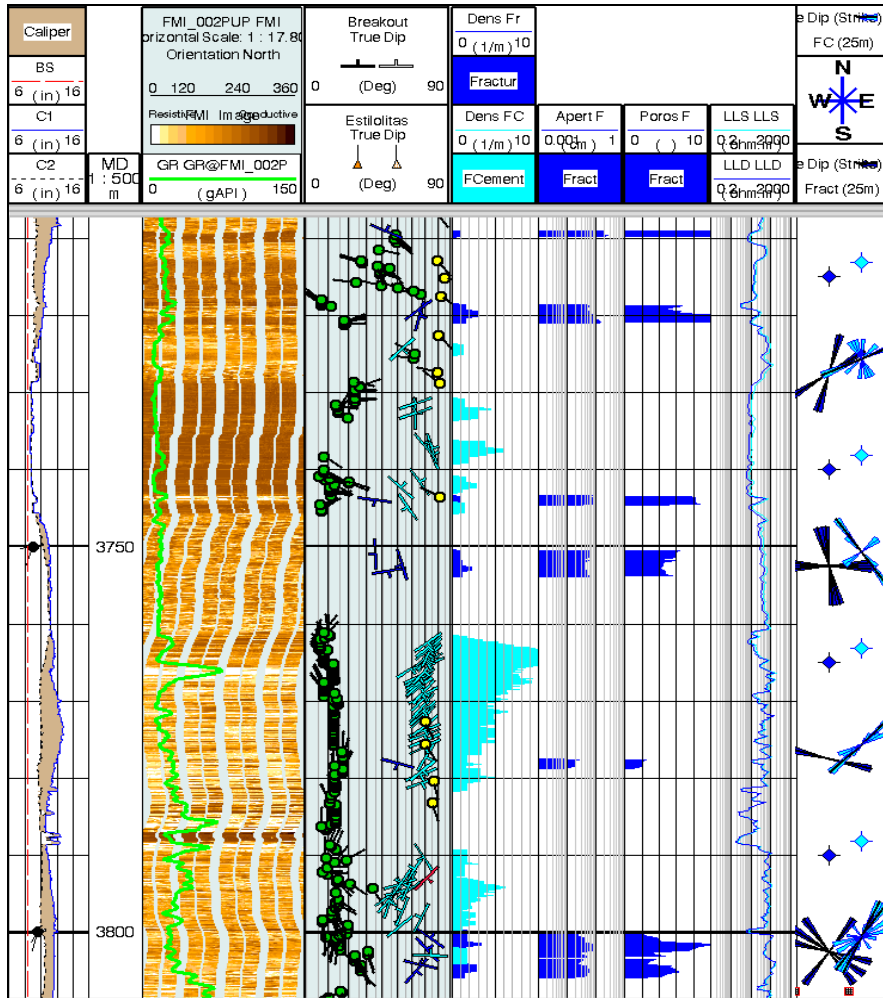 Caliper
BS
6 (in) 16
C1
6 (in) 16
C2
6 (in) 16
MD
1 : 500
m
FMI_002PUP FMI
orizontal Scale: 1 : 17.80
Orientation North
0 120 240 360
Resistive FMI Image Conductive
GR GR@FMI_002P
0 (gAPI) 150
Breakout
True Dip
0 (Deg) 90
Estilolitas
True Dip
0 (Deg) 90
Dens Fr
0 (1/m) 10
Fractur
Dens FC
0 (1/m) 10
FCement
Apert F
0.001 (cm) 1
Fract
Poros F
0 () 10
Fract
LLS LLS
0.2 (ohm.m) 2000
LLD LLD
0.2 (ohm.m) 2000
e Dip (Strike)
FC (25m)
N
W E
S
e Dip (Strike)
Fract (25m)
3750
3800